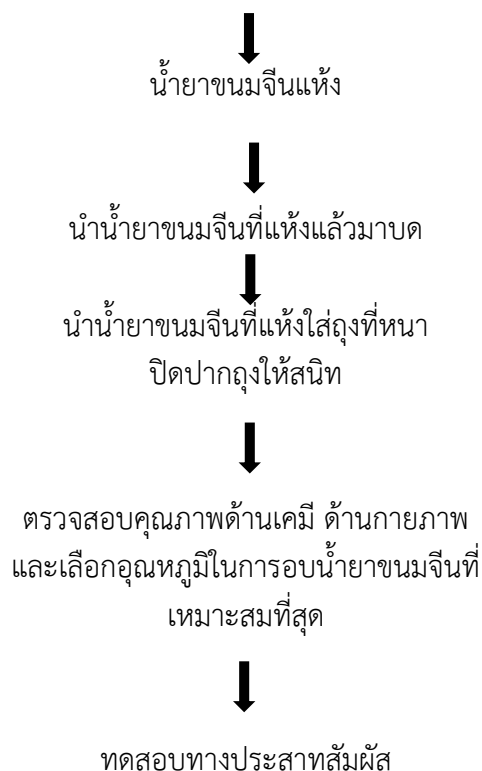 น้ำยาขนมจีนแห้ง
นำน้ำยาขนมจีนที่แห้งแล้วมาบด
นำน้ำยาขนมจีนที่แห้งใส่ถุงที่หนา
ปิดปากถุงให้สนิท
ตรวจสอบคุณภาพด้านเคมี ด้านกายภาพ
และเลือกอุณหภูมิในการอบน้ำยาขนมจีนที่
เหมาะสมที่สุด
ทดสอบทางประสาทสัมผัส